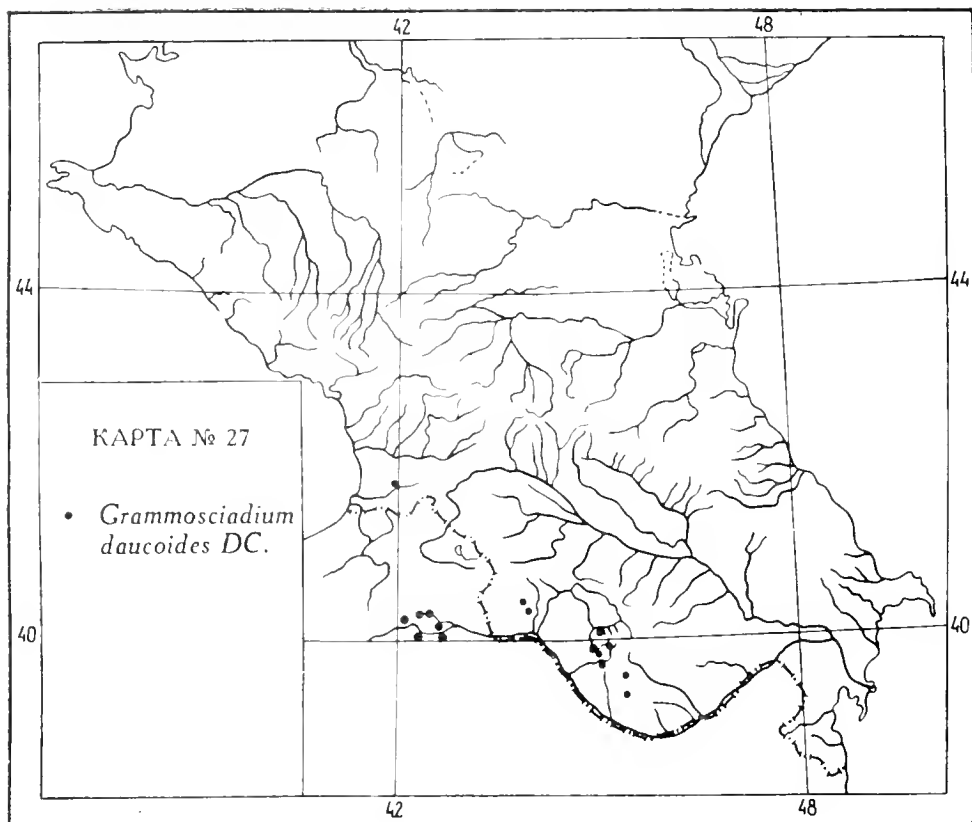 42 48
44 44
КАРТА № 27
• Grammosciadium
daucoides DC.
40 40
42 48